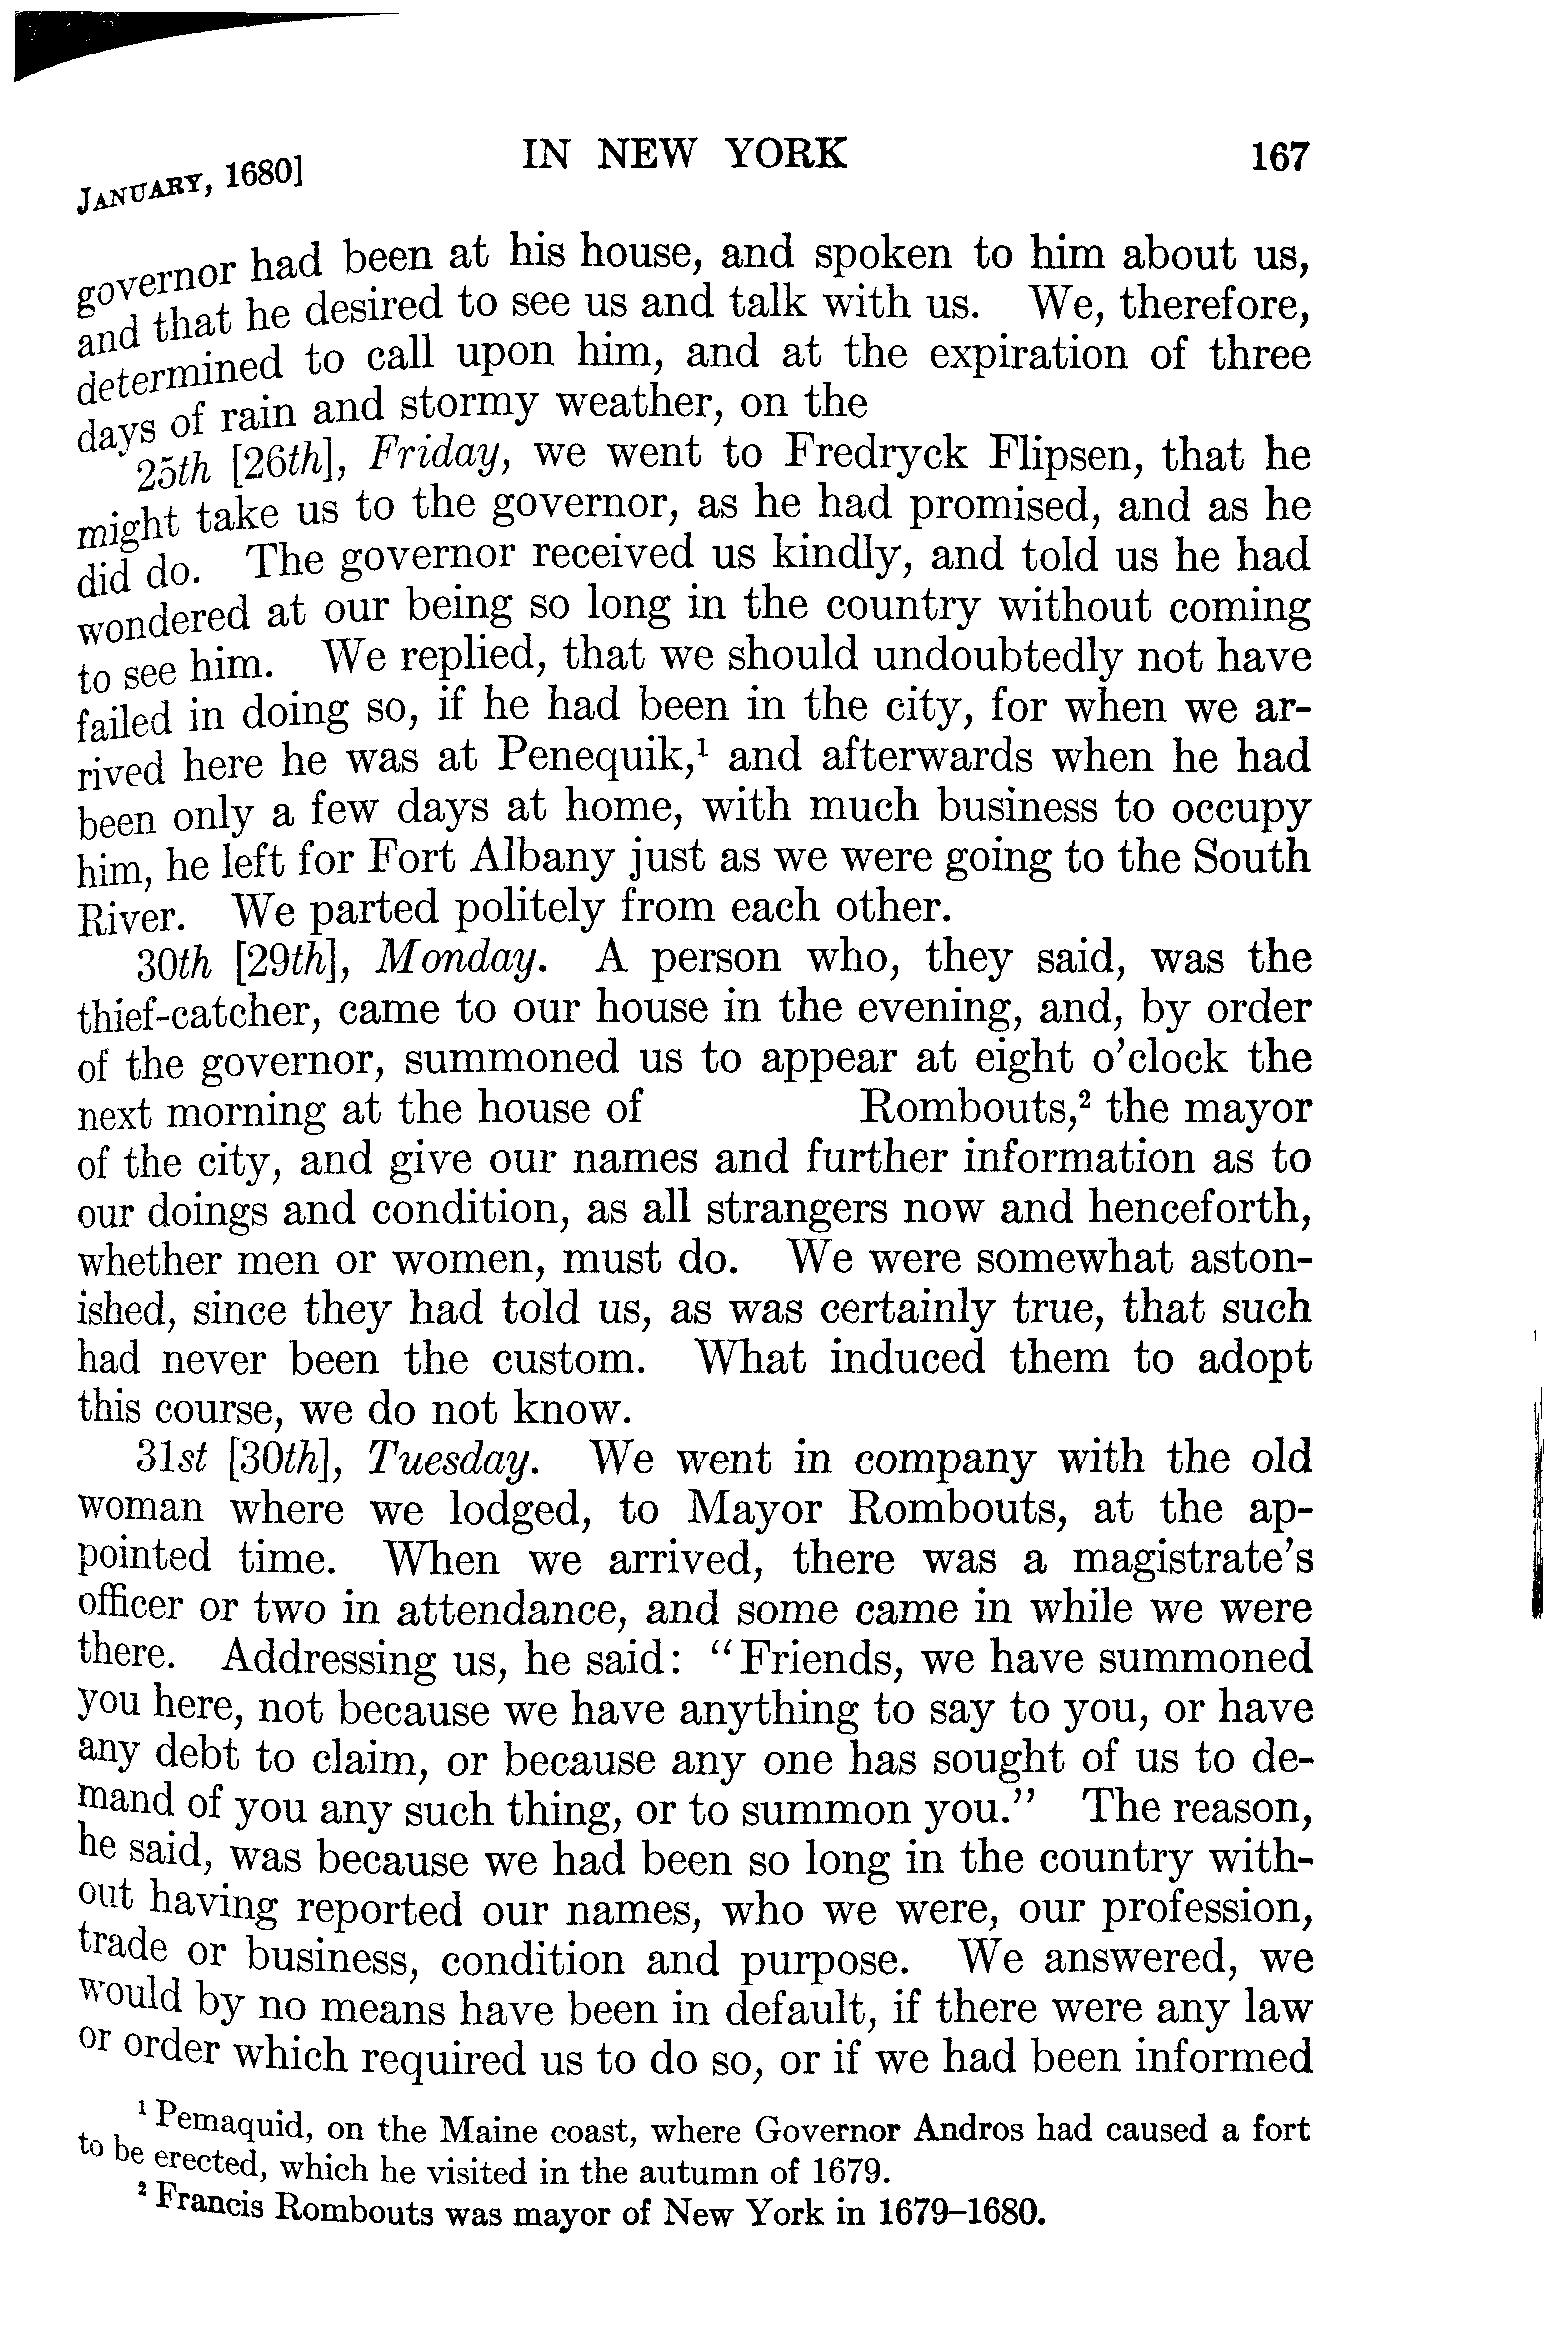 JANUARY, 1680] IN NEW YORK 167
governor had been at his house, and spoken to him about us,
and that he desired to see us and talk with us. We, therefore,
determined to call upon him, and at the expiration of three
days of rain and stormy weather, on the
25th [26th], Friday, we went to Fredryck Flipsen, that he
might take us to the governor, as he had promised, and as he
did do. The governor received us kindly, and told us he had
wondered at our being so long in the country without coming
to see him. We replied, that we should undoubtedly not have
failed in doing so, if he had been in the city, for when we ar-
rived here he was at Penequik,¹ and afterwards when he had
been only a few days at home, with much business to occupy
him, he left for Fort Albany just as we were going to the South
River. We parted politely from each other.
30th [29th], Monday. A person who, they said, was the
thief-catcher, came to our house in the evening, and, by order
of the governor, summoned us to appear at eight o'clock the
next morning at the house of Rombouts,² the mayor
of the city, and give our names and further information as to
our doings and condition, as all strangers now and henceforth,
whether men or women, must do. We were somewhat aston-
ished, since they had told us, as was certainly true, that such
had never been the custom. What induced them to adopt
this course, we do not know.
31st [30th], Tuesday. We went in company with the old
woman where we lodged, to Mayor Rombouts, at the ap-
pointed time. When we arrived, there was a magistrate's
officer or two in attendance, and some came in while we were
there. Addressing us, he said: "Friends, we have summoned
you here, not because we have anything to say to you, or have
any debt to claim, or because any one has sought of us to de-
mand of you any such thing, or to summon you." The reason,
he said, was because we had been so long in the country with-
out having reported our names, who we were, our profession,
trade or business, condition and purpose. We answered, we
would by no means have been in default, if there were any law
or order which required us to do so, or if we had been informed
¹ Pemaquid, on the Maine coast, where Governor Andros had caused a fort
to be erected, which he visited in the autumn of 1679.
² Francis Rombouts was mayor of New York in 1679–1680.